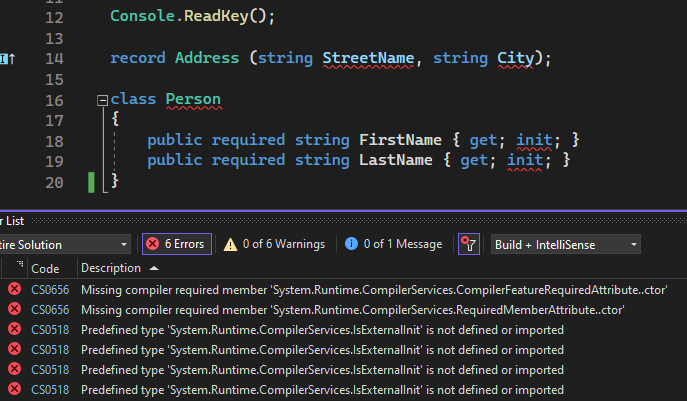 12 Console.ReadKey();
13
14 record Address (string StreetName, string City);
15
16 class Person
17 {
18 public required string FirstName { get; init; }
19 public required string LastName { get; init; }
20 }
r List
tire Solution 6 Errors 0 of 6 Warnings 0 of 1 Message Build + IntelliSense
Code Description
CS0656 Missing compiler required member 'System.Runtime.CompilerServices.CompilerFeatureRequiredAttribute..ctor'
CS0656 Missing compiler required member 'System.Runtime.CompilerServices.RequiredMemberAttribute..ctor'
CS0518 Predefined type 'System.Runtime.CompilerServices.IsExternalInit' is not defined or imported
CS0518 Predefined type 'System.Runtime.CompilerServices.IsExternalInit' is not defined or imported
CS0518 Predefined type 'System.Runtime.CompilerServices.IsExternalInit' is not defined or imported
CS0518 Predefined type 'System.Runtime.CompilerServices.IsExternalInit' is not defined or imported